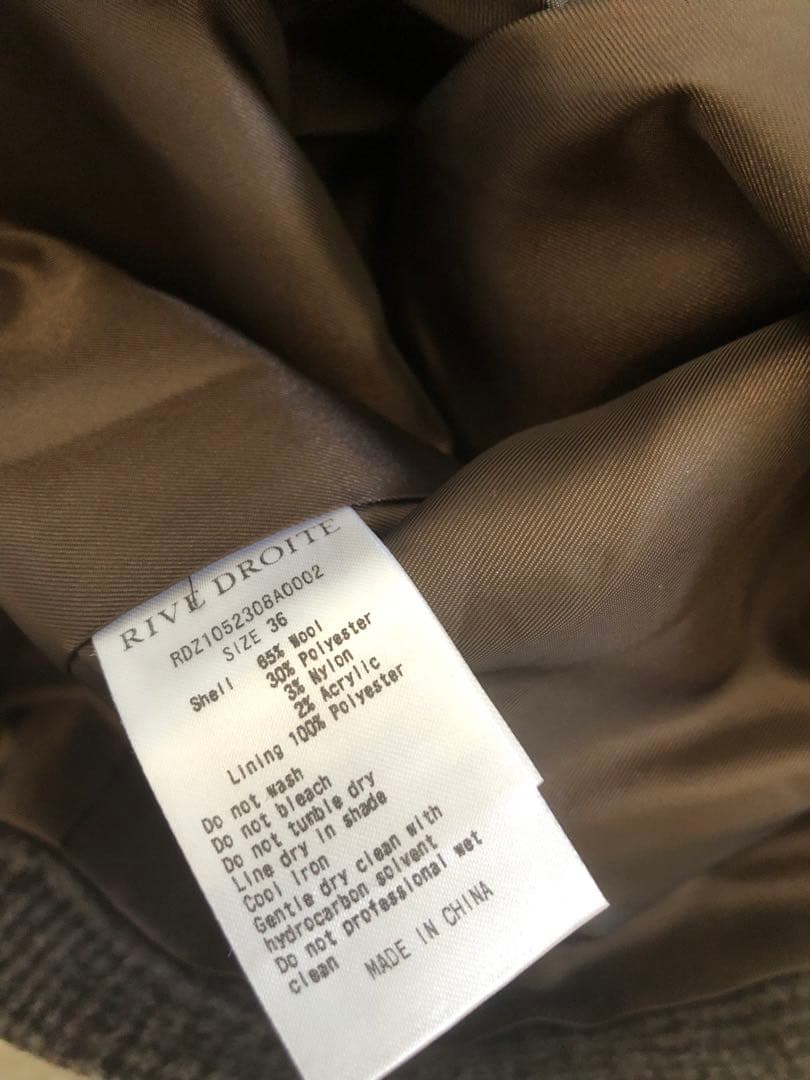 RIVE DROITE
RDZ1052308A0002
SIZE 36
Shell 65% Wool
30% Polyester
3% Nylon
2% Acrylic
Lining 100% Polyester
Do not wash
Do not bleach
Do not tumble dry
Line dry in shade
Cool Iron
Gentle dry clean with
hydrocarbon solvent
Do not professional wet
clean
MADE IN CHINA